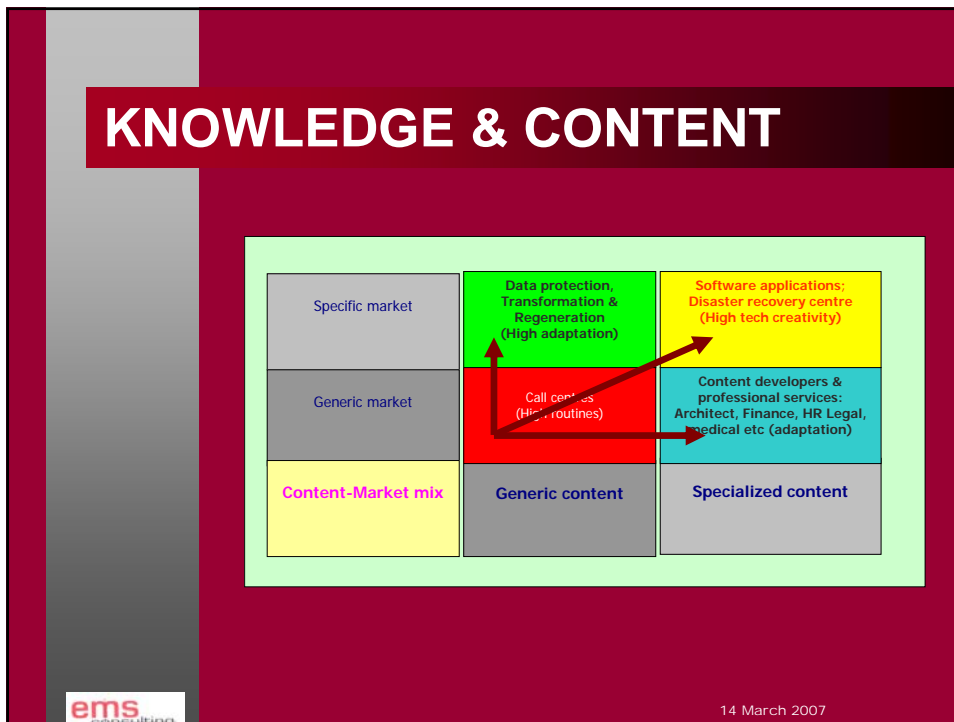 KNOWLEDGE & CONTENT
Specific market
Data protection,
Transformation &
Regeneration
(High adaptation)
Software applications;
Disaster recovery centre
(High tech creativity)
Generic market
Call centres
(High routines)
Content developers &
professional services:
Architect, Finance, HR Legal,
medical etc (adaptation)
Content-Market mix
Generic content
Specialized content
ems
consulting
14 March 2007